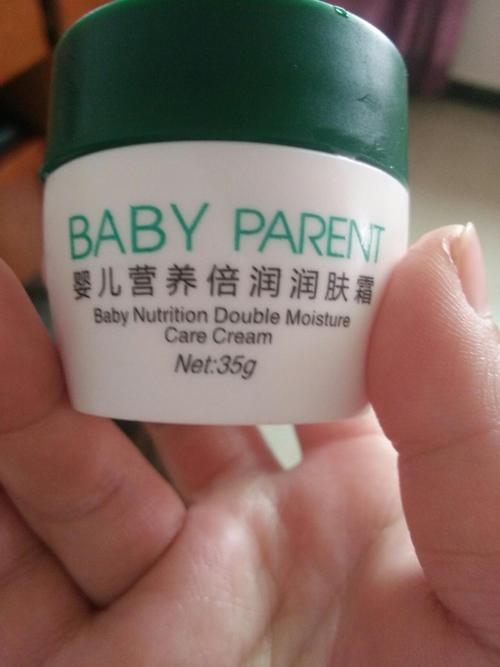 BABY PARENT
婴儿营养倍润润肤霜
Baby Nutrition Double Moisture
Care Cream
Net:35g